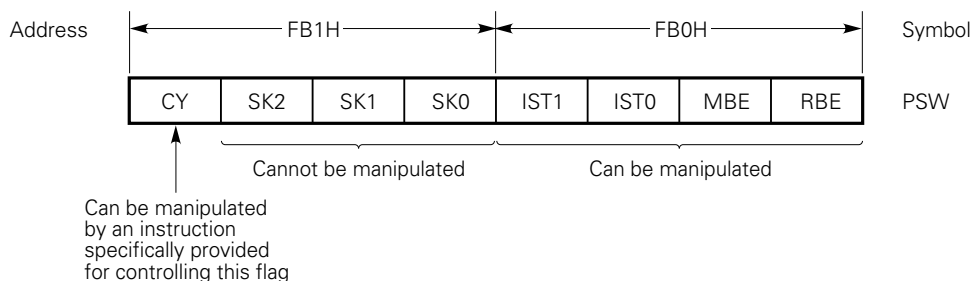 Address FB1H FB0H Symbol
CY SK2 SK1 SK0 IST1 IST0 MBE RBE PSW
Cannot be manipulated Can be manipulated
Can be manipulated
by an instruction
specifically provided
for controlling this flag